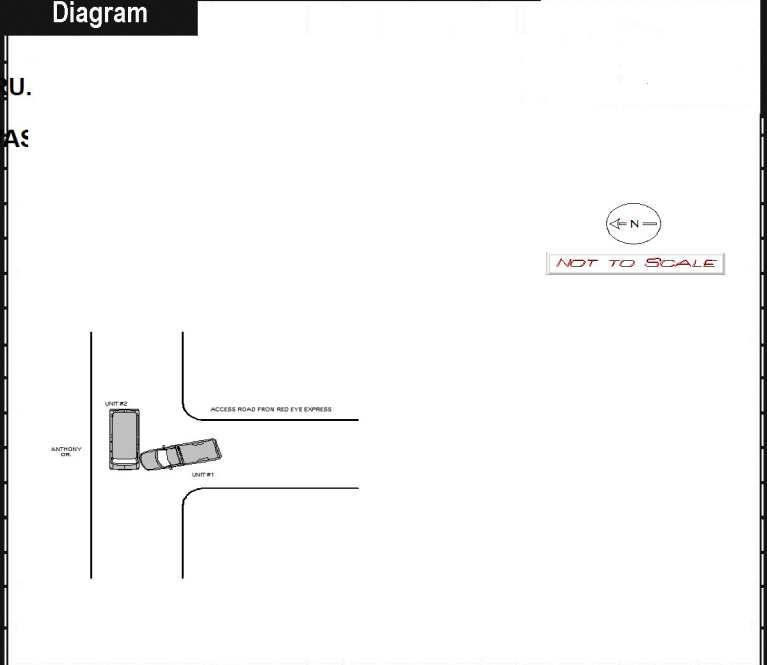 Diagram
RU.
AS
N
NOT TO SCALE
UNIT #2
ACCESS ROAD FROM RED EYE EXPRESS
ANTHONY
DR.
UNIT #1